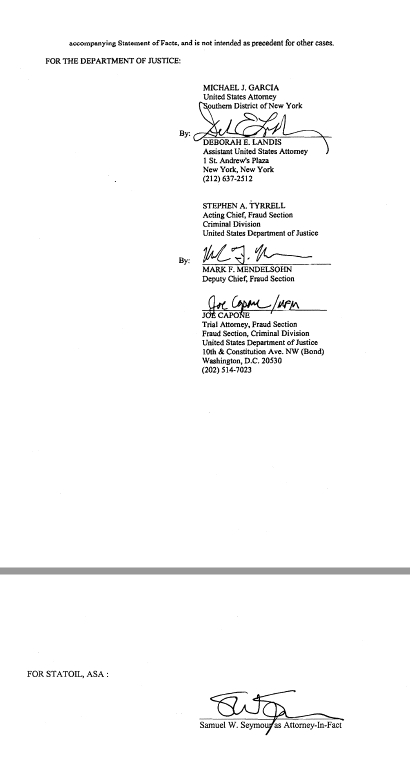 accompanying Statement of Facts, and is not intended as precedent for other cases.
FOR THE DEPARTMENT OF JUSTICE:
MICHAEL J. GARCIA
United States Attorney
Southern District of New York
By:
DEBORAH E. LANDIS
Assistant United States Attorney
1 St. Andrew's Plaza
New York, New York
(212) 637-2512
STEPHEN A. TYRRELL
Acting Chief, Fraud Section
Criminal Division
United States Department of Justice
By:
MARK F. MENDELSOHN
Deputy Chief, Fraud Section
Joe Capone/MFM
JOE CAPONE
Trial Attorney, Fraud Section
Fraud Section, Criminal Division
United States Department of Justice
10th & Constitution Ave. NW (Bond)
Washington, D.C. 20530
(202) 514-7023
FOR STATOIL, ASA :
Samuel W. Seymour as Attorney-In-Fact